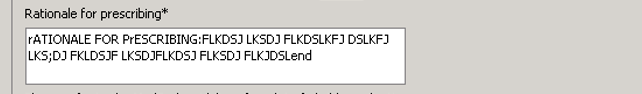 Rationale for prescribing*
rATIONALE FOR PrESCRIBING:FLKDSJ LKSDJ FLKDSLKFJ DSLKFJ
LKS;DJ FKLDSJF LKSDJFLKDSJ FLKSDJ FLKJDSLend